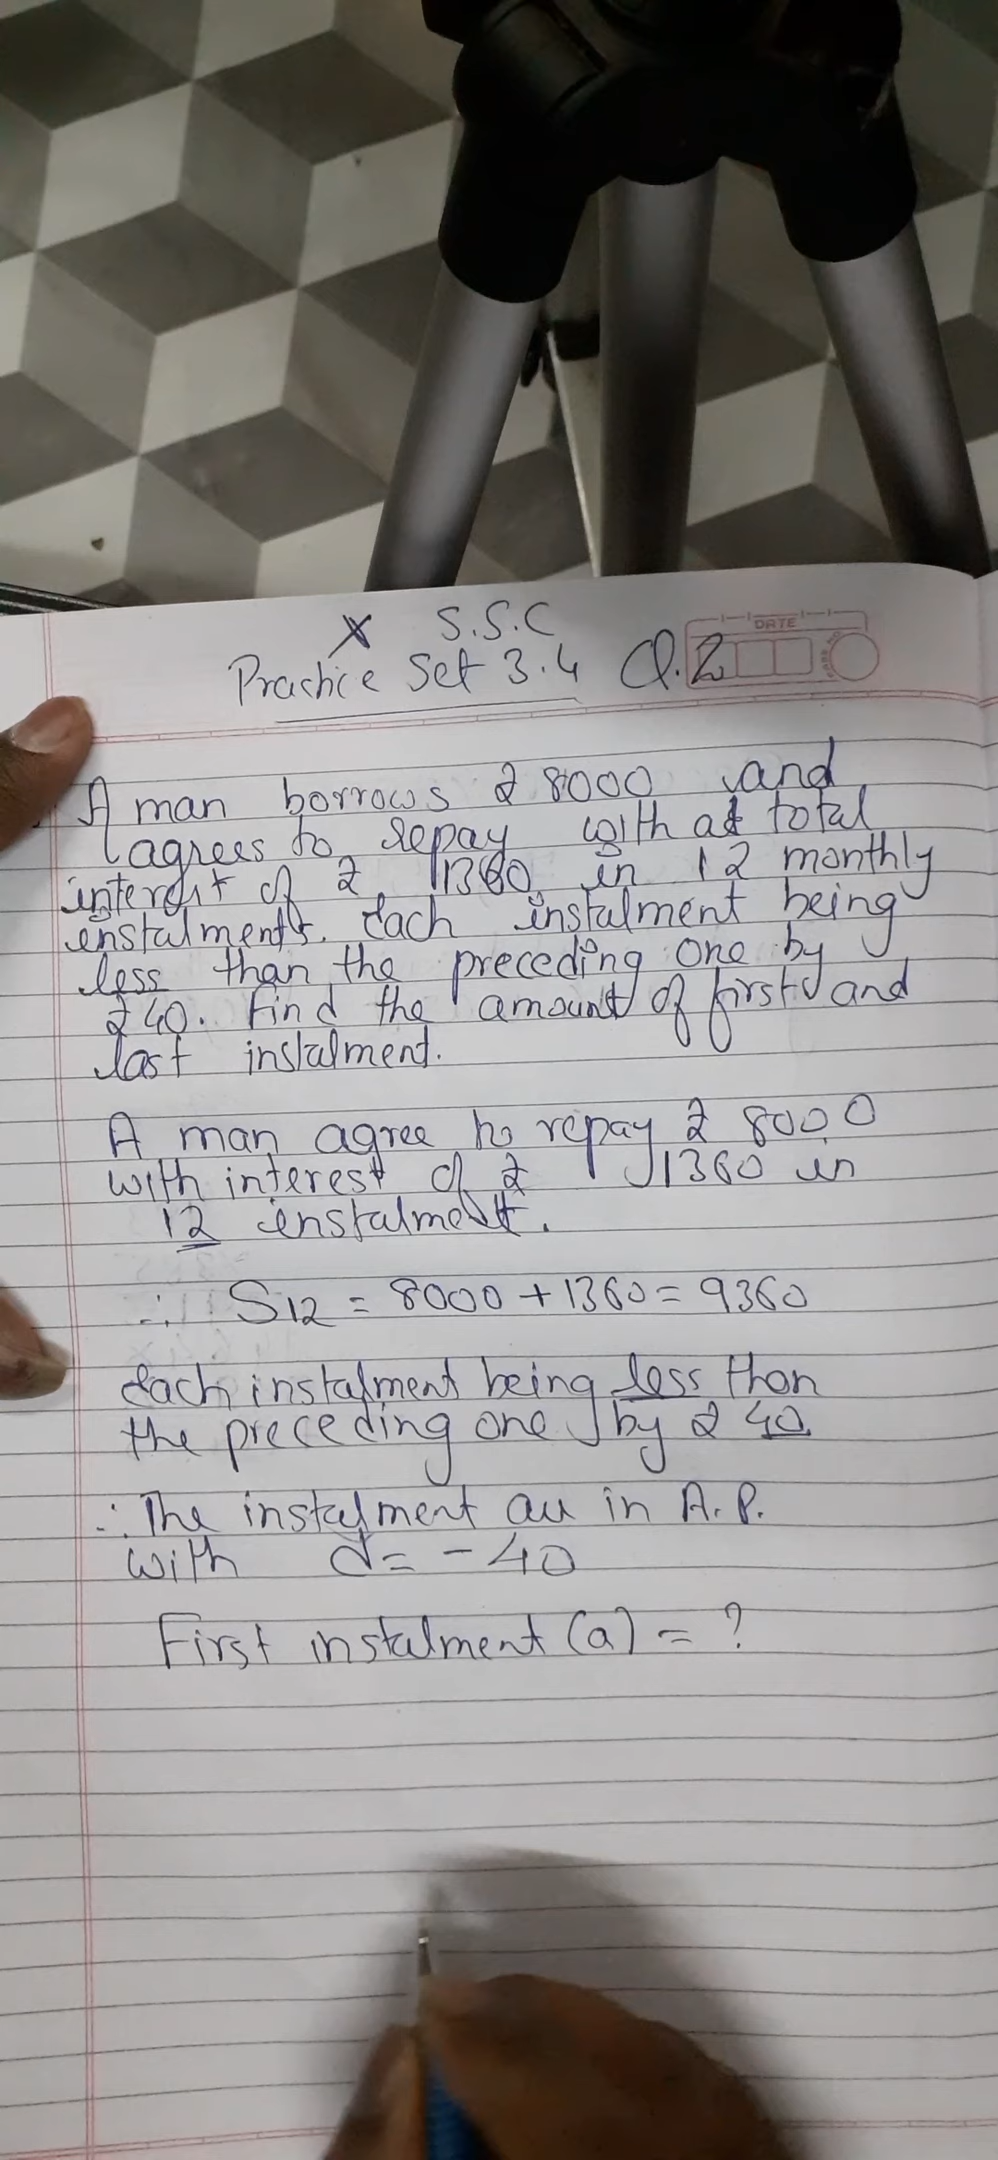 X S.S.C
DATE
Practice Set 3.4 Q.2
A man borrows ₹ 8000 and
agrees to repay with at total
interest of ₹ 1360 in 12 monthly
instalments. Each instalment being
less than the preceding one by
₹ 40. Find the amount of first and
last instalment.
A man agree to repay ₹ 8000
with interest of ₹ 1360 in
12 instalment.
∴ S12 = 8000 + 1360 = 9360
Each instalment being less than
the preceding one by ₹ 40
∴ The instalment are in A.P.
with d = - 40
First instalment (a) = ?